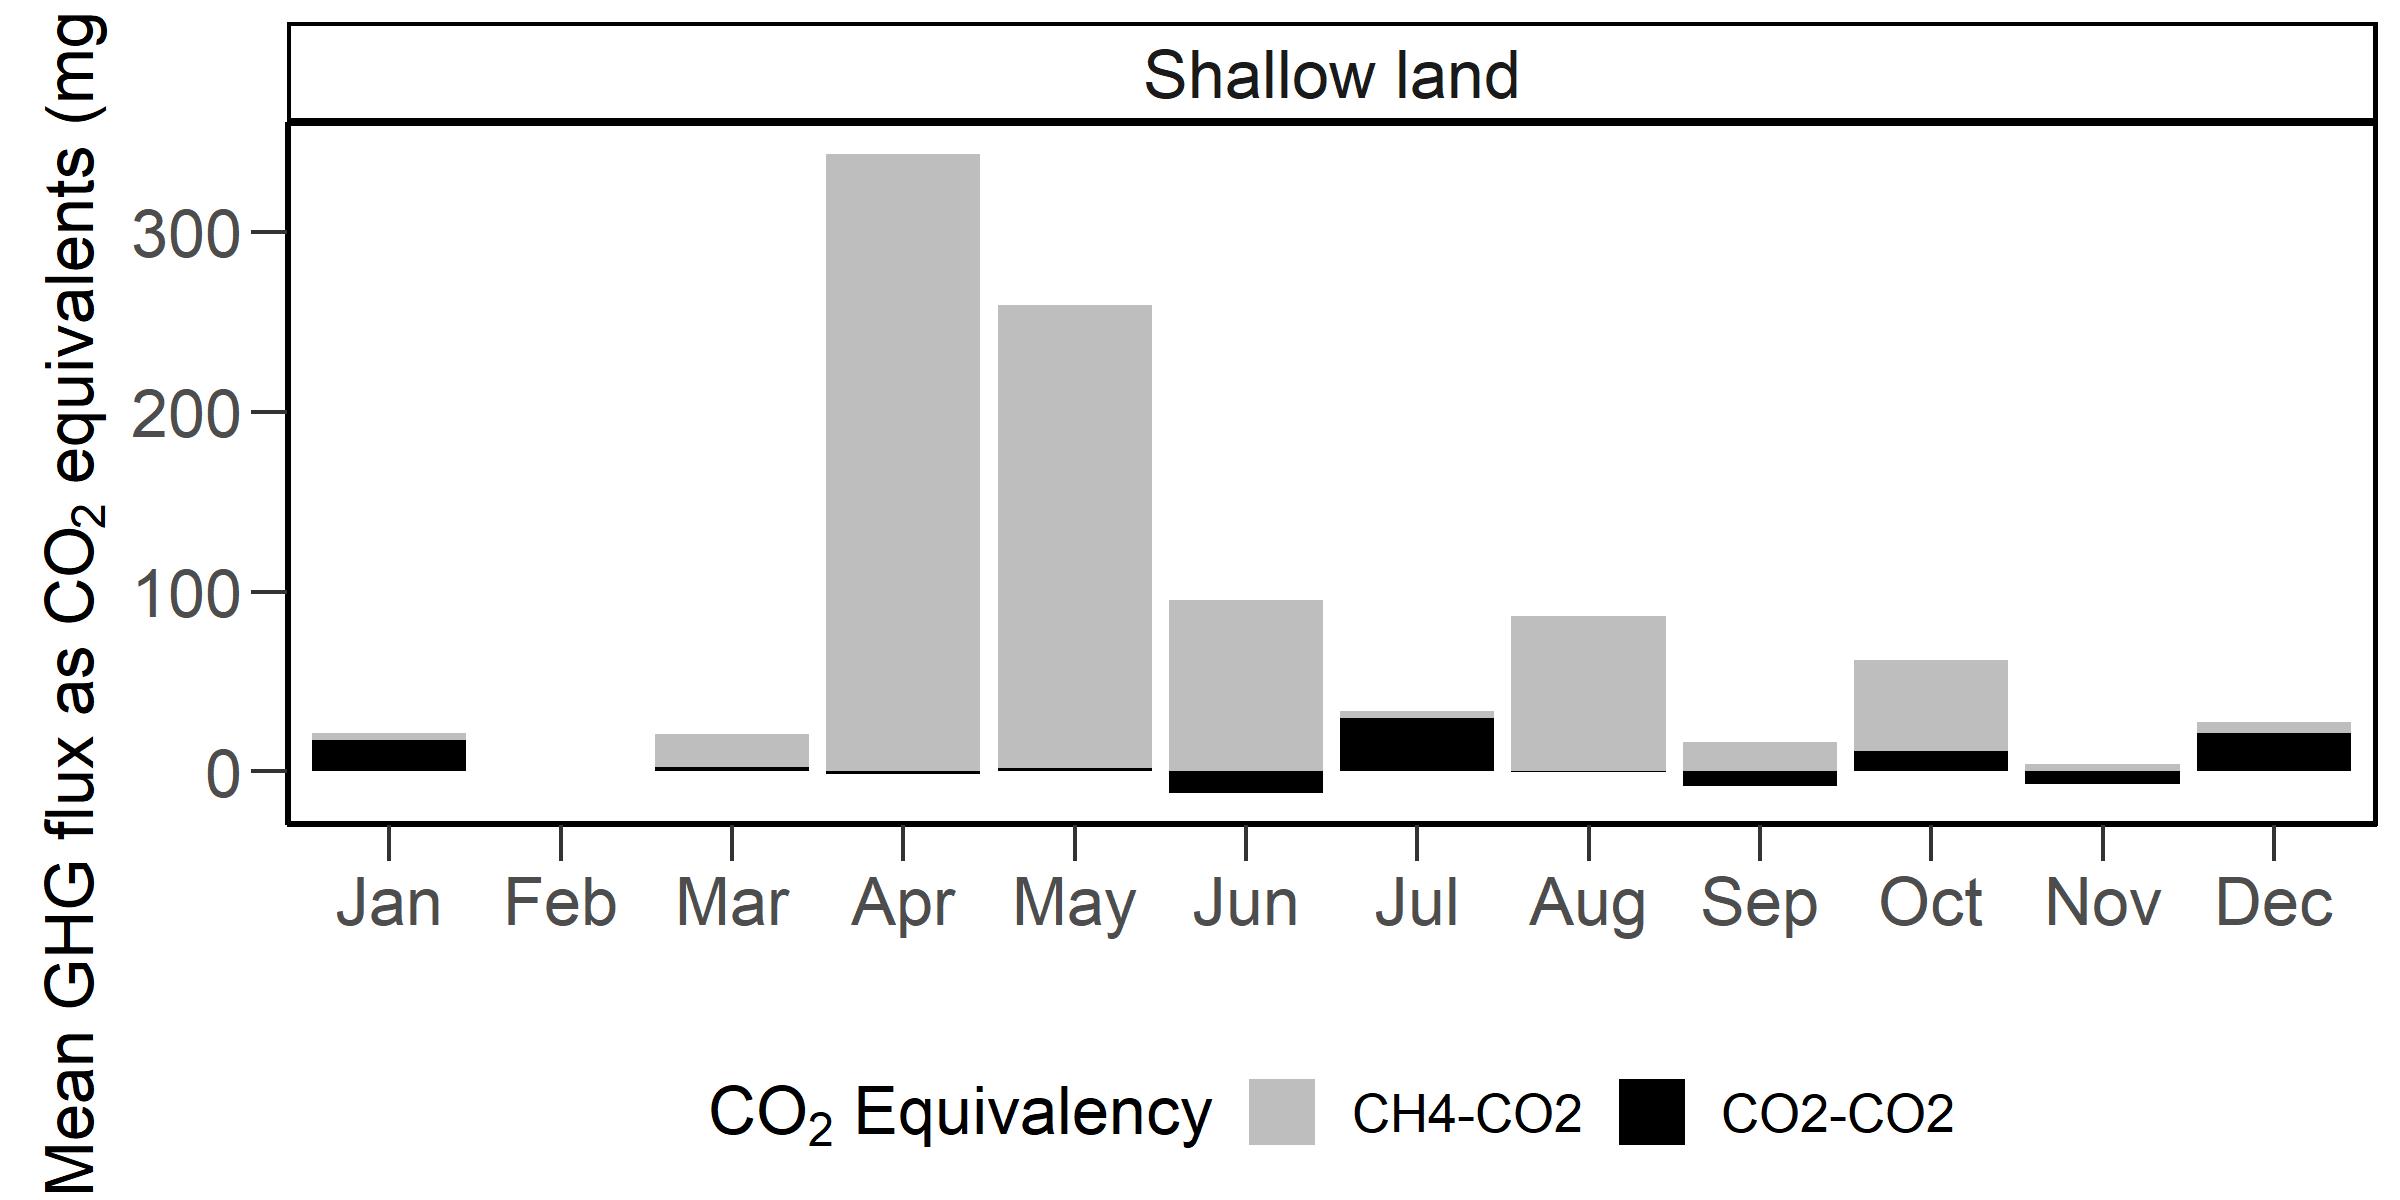 Shallow land
Mean GHG flux as CO₂ equivalents (mg
300
200
100
0
Jan Feb Mar Apr May Jun Jul Aug Sep Oct Nov Dec
CO₂ Equivalency CH4-CO2 CO2-CO2